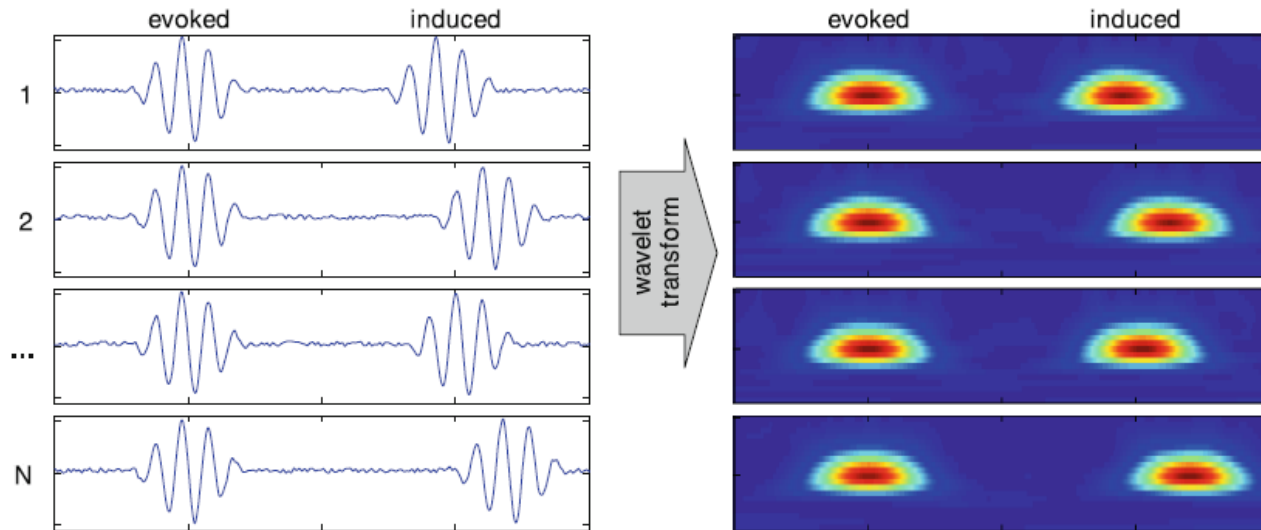 evoked induced evoked induced
1
2
wavelet
transform
...
N